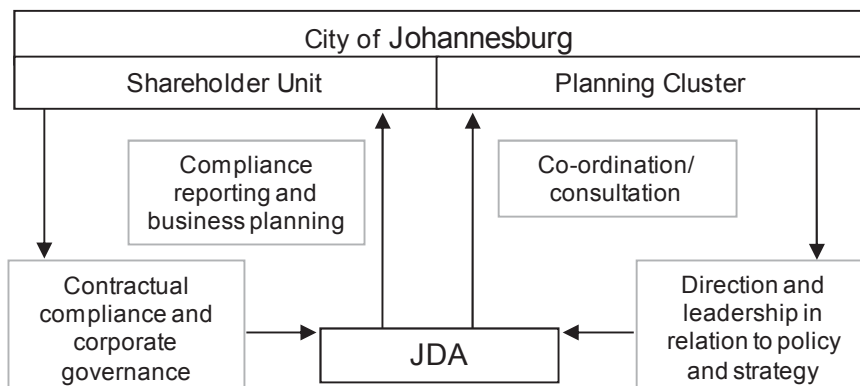 City of Johannesburg
Shareholder Unit
Planning Cluster
Compliance
reporting and
business planning
Co-ordination/
consultation
Contractual
compliance and
corporate
governance
JDA
Direction and
leadership in
relation to policy
and strategy